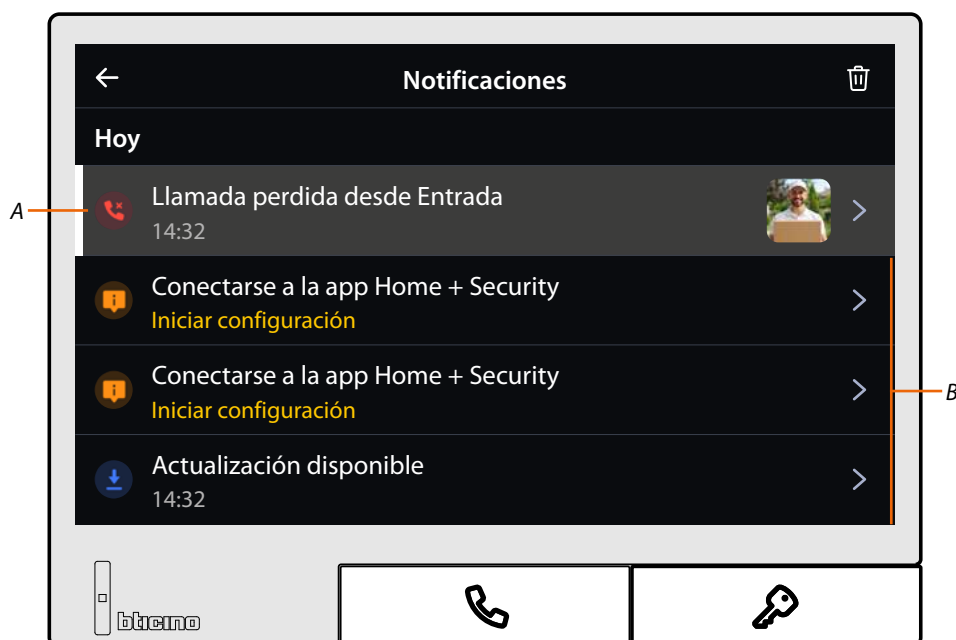 Notificaciones
Hoy
Llamada perdida desde Entrada
14:32
A
Conectarse a la app Home + Security
Iniciar configuración
Conectarse a la app Home + Security
Iniciar configuración
B
Actualización disponible
14:32
bticino